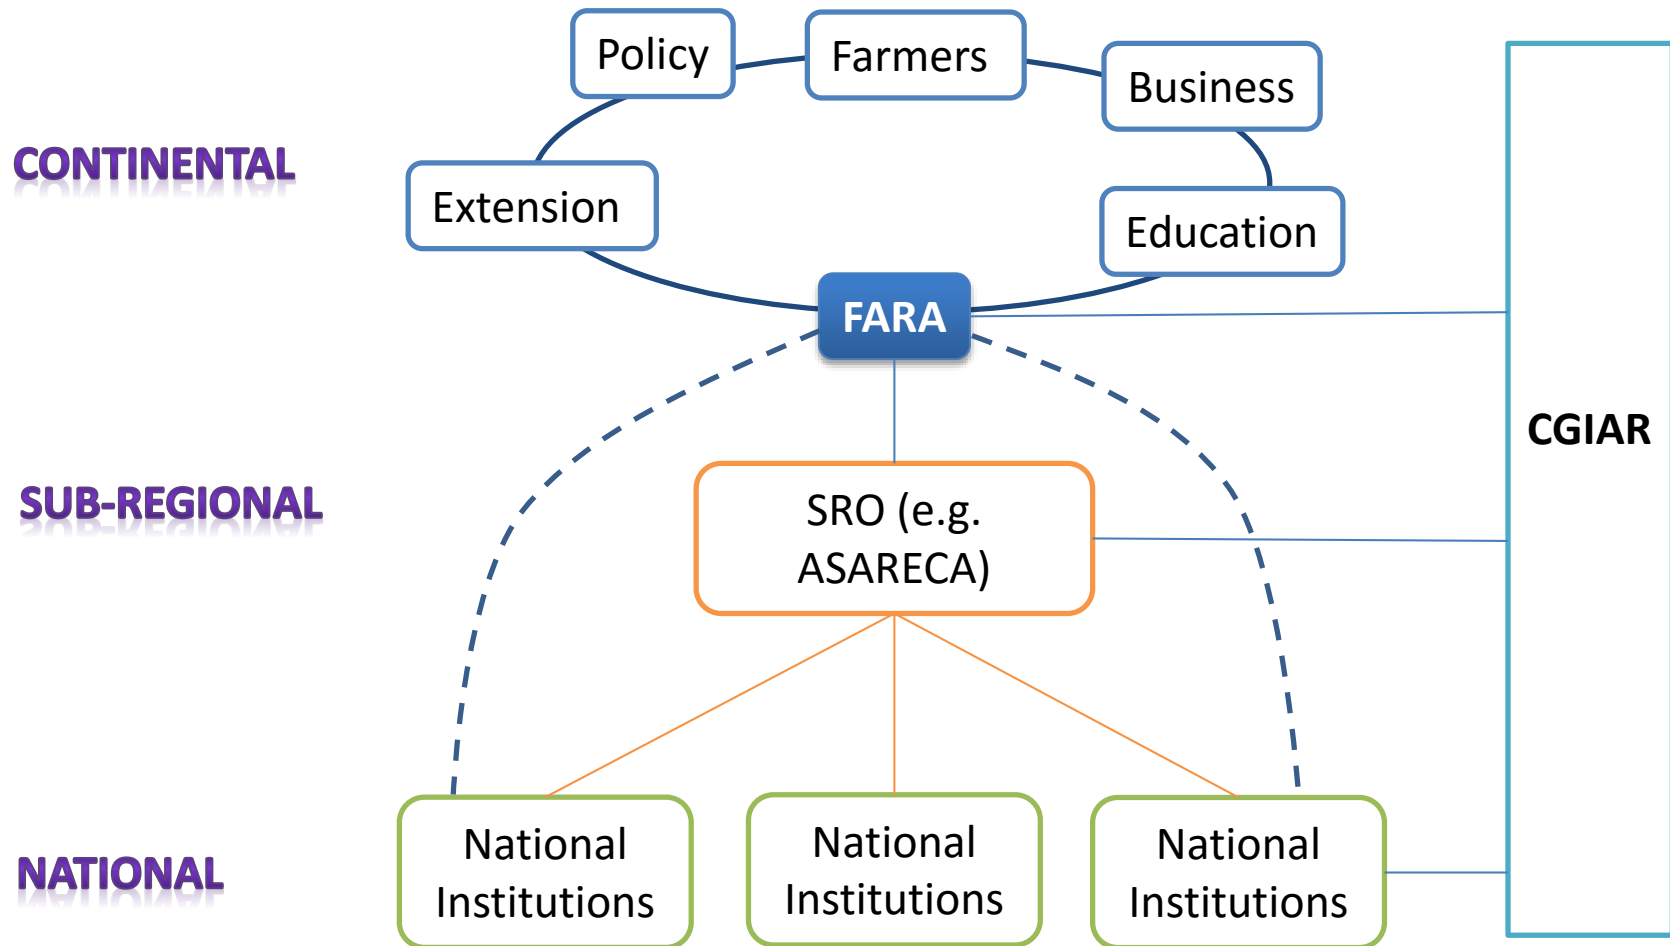 Policy
Farmers
Business
CONTINENTAL
Extension
Education
FARA
CGIAR
SUB-REGIONAL
SRO (e.g.
ASARECA)
NATIONAL
National
Institutions
National
Institutions
National
Institutions